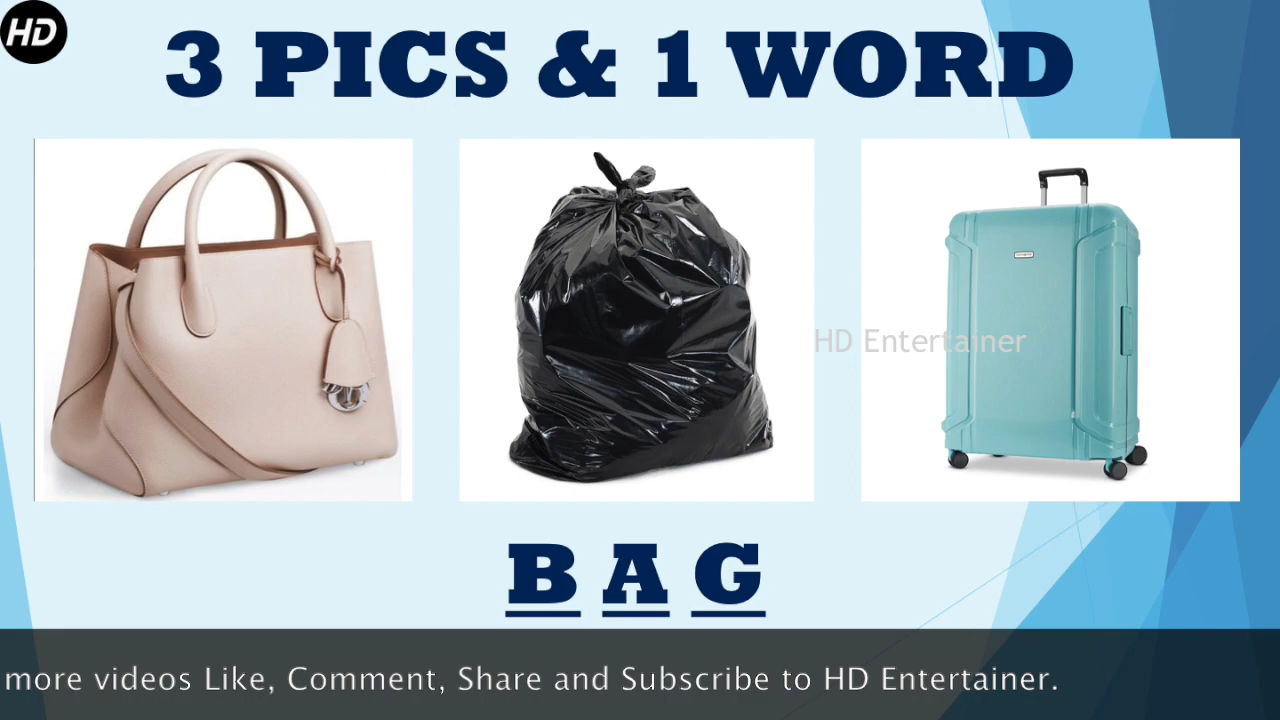 HD
3 PICS & 1 WORD
HD Entertainer
B A G
more videos Like, Comment, Share and Subscribe to HD Entertainer.